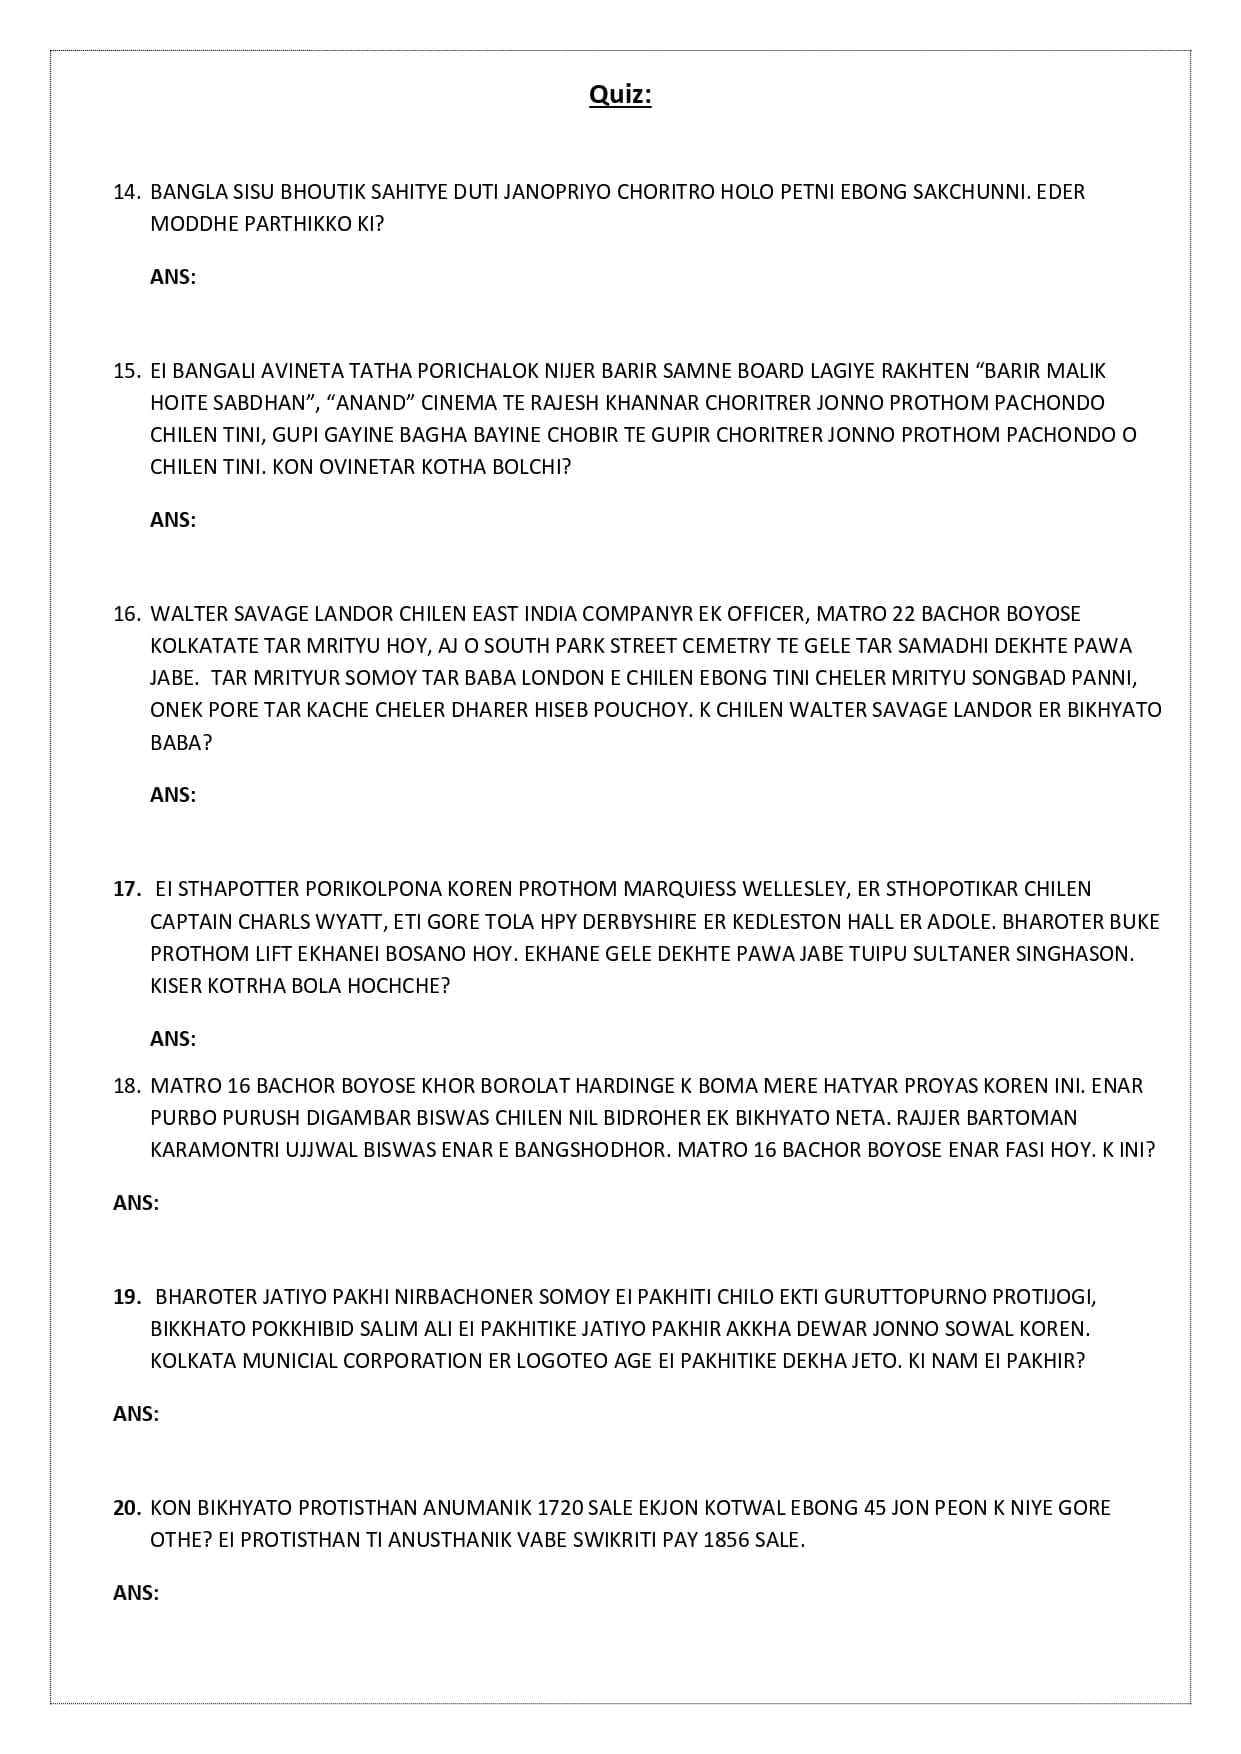 Quiz:
14. BANGLA SISU BHOUTIK SAHITYE DUTI JANOPRIYO CHORITRO HOLO PETNI EBONG SAKCHUNNI. EDER
MODDHE PARTHIKKO KI?
ANS:
15. EI BANGALI AVINETA TATHA PORICHALOK NIJER BARIR SAMNE BOARD LAGIYE RAKHTEN “BARIR MALIK
HOITE SABDHAN”, “ANAND” CINEMA TE RAJESH KHANNAR CHORITRER JONNO PROTHOM PACHONDO
CHILEN TINI, GUPI GAYINE BAGHA BAYINE CHOBIR TE GUPIR CHORITRER JONNO PROTHOM PACHONDO O
CHILEN TINI. KON OVINETAR KOTHA BOLCHI?
ANS:
16. WALTER SAVAGE LANDOR CHILEN EAST INDIA COMPANYR EK OFFICER, MATRO 22 BACHOR BOYOSE
KOLKATATE TAR MRITYU HOY, AJ O SOUTH PARK STREET CEMETRY TE GELE TAR SAMADHI DEKHTE PAWA
JABE.  TAR MRITYUR SOMOY TAR BABA LONDON E CHILEN EBONG TINI CHELER MRITYU SONGBAD PANNI,
ONEK PORE TAR KACHE CHELER DHARER HISEB POUCHOY. K CHILEN WALTER SAVAGE LANDOR ER BIKHYATO
BABA?
ANS:
17. EI STHAPOTTER PORIKOLPONA KOREN PROTHOM MARQUIESS WELLESLEY, ER STHOPOTIKAR CHILEN
CAPTAIN CHARLS WYATT, ETI GORE TOLA HPY DERBYSHIRE ER KEDLESTON HALL ER ADOLE. BHAROTER BUKE
PROTHOM LIFT EKHANEI BOSANO HOY. EKHANE GELE DEKHTE PAWA JABE TUIPU SULTANER SINGHASON.
KISER KOTRHA BOLA HOCHCHE?
ANS:
18. MATRO 16 BACHOR BOYOSE KHOR BOROLAT HARDINGE K BOMA MERE HATYAR PROYAS KOREN INI. ENAR
PURBO PURUSH DIGAMBAR BISWAS CHILEN NIL BIDROHER EK BIKHYATO NETA. RAJJER BARTOMAN
KARAMONTRI UJJWAL BISWAS ENAR E BANGSHODHOR. MATRO 16 BACHOR BOYOSE ENAR FASI HOY. K INI?
ANS:
19. BHAROTER JATIYO PAKHI NIRBACHONER SOMOY EI PAKHITI CHILO EKTI GURUTTOPURNO PROTIJOGI,
BIKKHATO POKKHIBID SALIM ALI EI PAKHITIKE JATIYO PAKHIR AKKHA DEWAR JONNO SOWAL KOREN.
KOLKATA MUNICIAL CORPORATION ER LOGOTEO AGE EI PAKHITIKE DEKHA JETO. KI NAM EI PAKHIR?
ANS:
20. KON BIKHYATO PROTISTHAN ANUMANIK 1720 SALE EKJON KOTWAL EBONG 45 JON PEON K NIYE GORE
OTHE? EI PROTISTHAN TI ANUSTHANIK VABE SWIKRITI PAY 1856 SALE.
ANS: